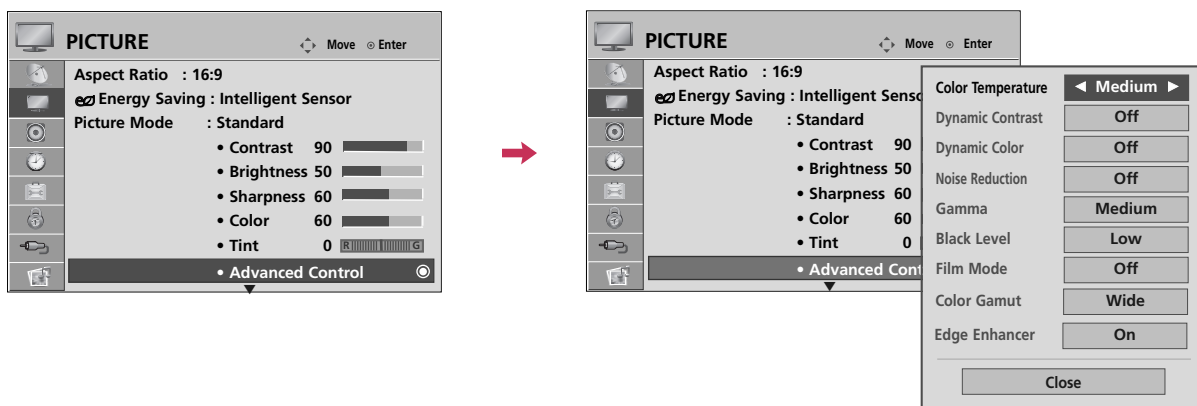 PICTURE
Move Enter
Aspect Ratio : 16:9
Energy Saving : Intelligent Sensor
Picture Mode : Standard
• Contrast 90
• Brightness 50
• Sharpness 60
• Color 60
• Tint 0 R G
• Advanced Control
PICTURE
Move Enter
Aspect Ratio : 16:9
Energy Saving : Intelligent Senso
Picture Mode : Standard
• Contrast 90
• Brightness 50
• Sharpness 60
• Color 60
• Tint 0
• Advanced Cont
Color Temperature ◀ Medium ▶
Dynamic Contrast Off
Dynamic Color Off
Noise Reduction Off
Gamma Medium
Black Level Low
Film Mode Off
Color Gamut Wide
Edge Enhancer On
Close